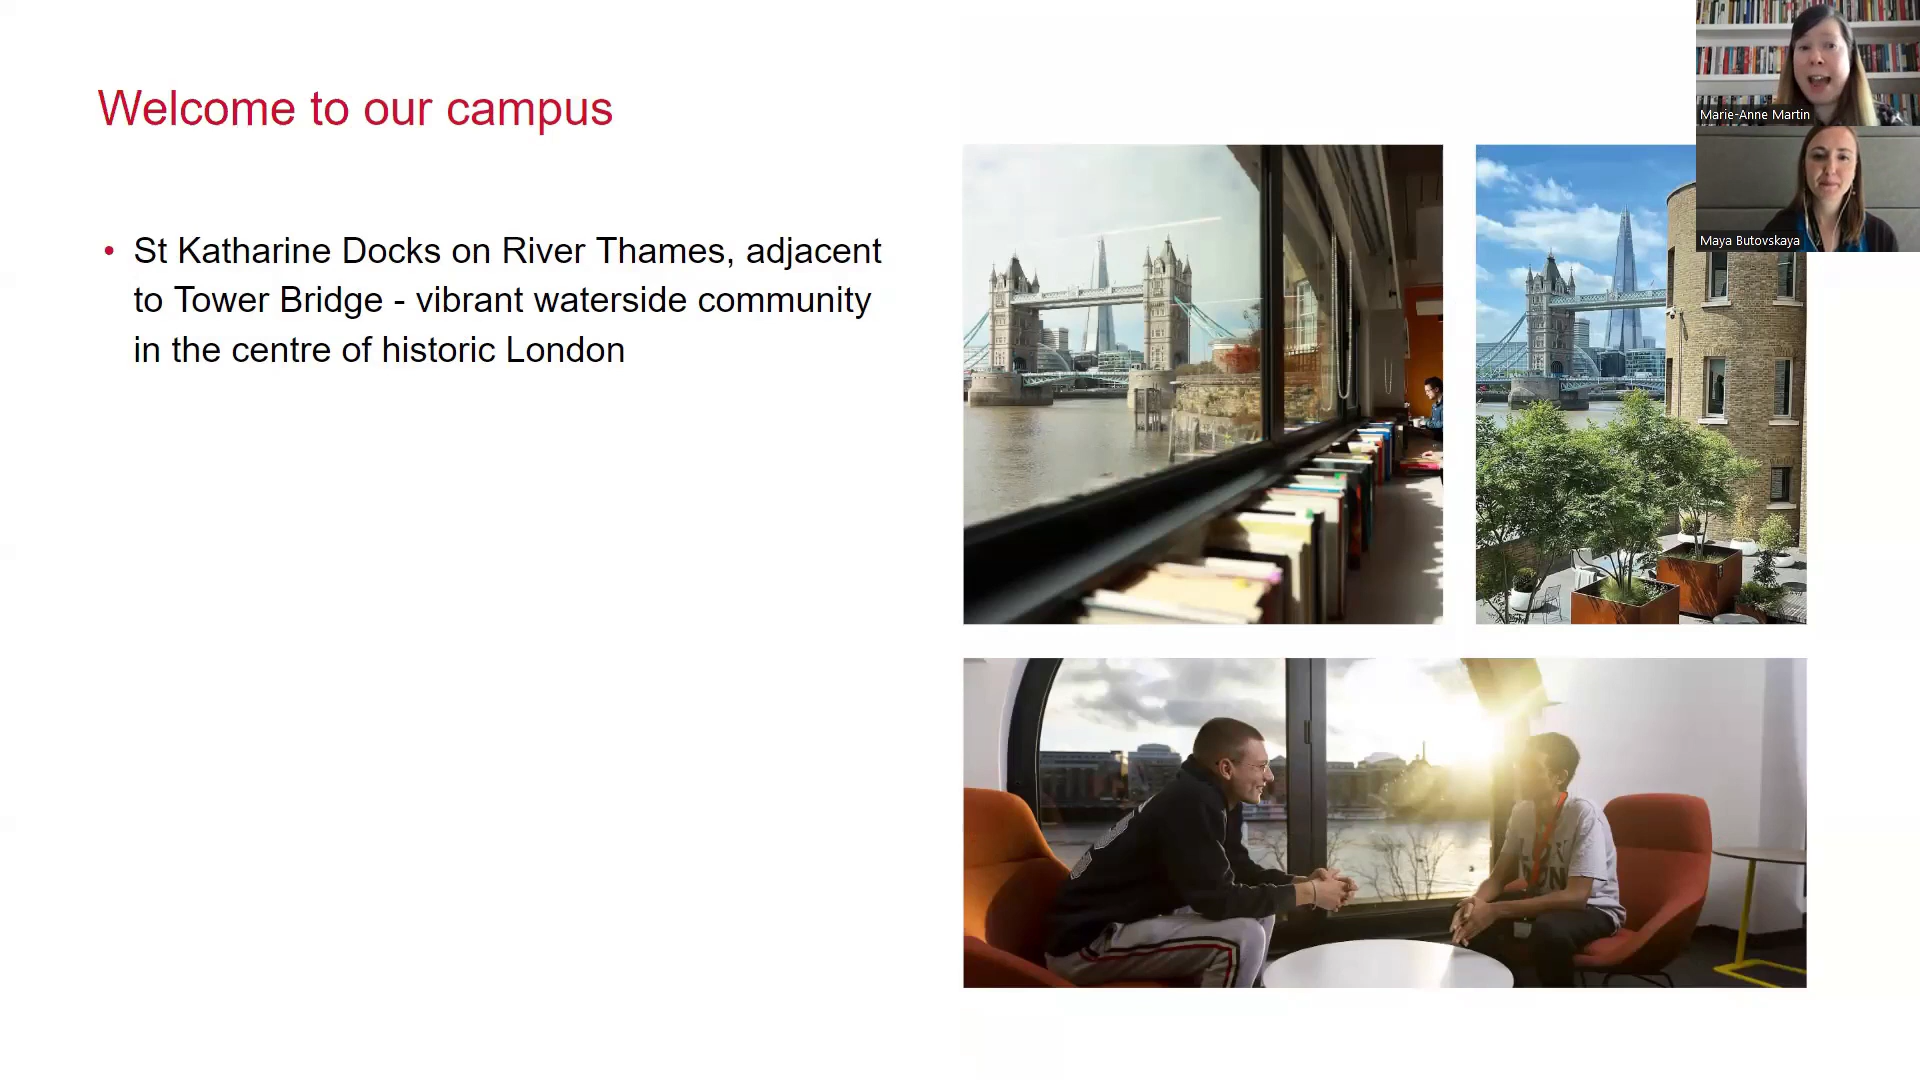 Welcome to our campus
• St Katharine Docks on River Thames, adjacent
to Tower Bridge - vibrant waterside community
in the centre of historic London
Marie-Anne Martin
Maya Butovskaya